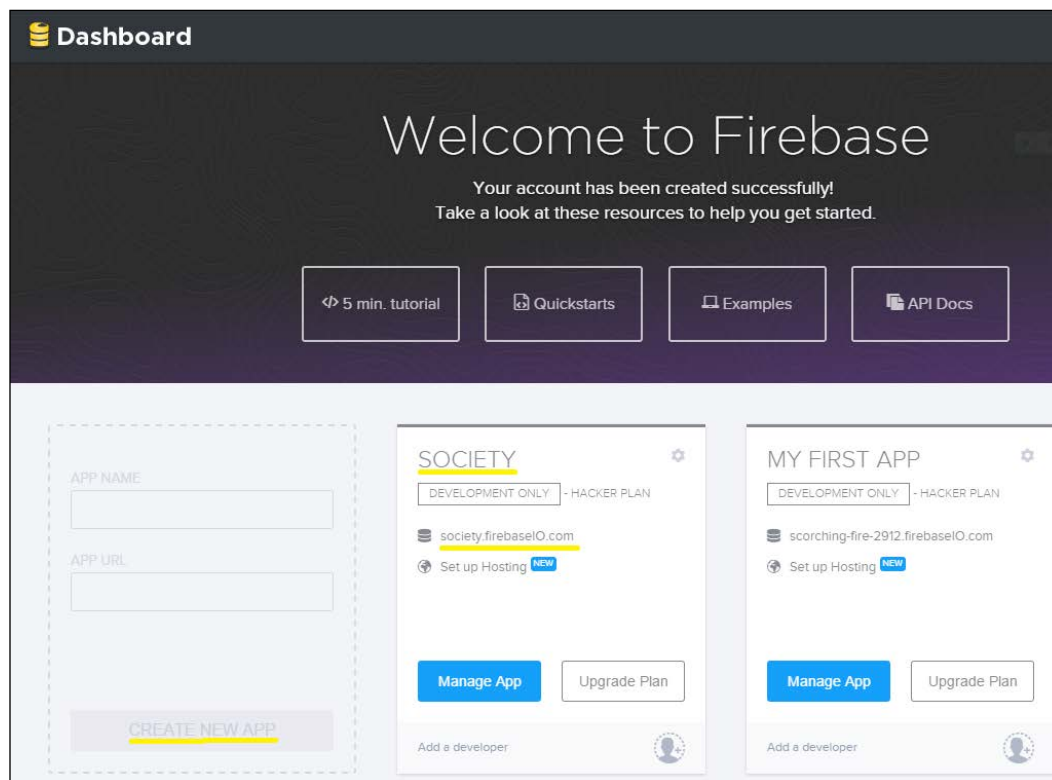 Dashboard
Welcome to Firebase
Your account has been created successfully!
Take a look at these resources to help you get started.
</> 5 min. tutorial
Quickstarts
Examples
API Docs
APP NAME
APP URL
CREATE NEW APP
SOCIETY
DEVELOPMENT ONLY - HACKER PLAN
society.firebaseIO.com
Set up Hosting NEW
Manage App
Upgrade Plan
Add a developer
MY FIRST APP
DEVELOPMENT ONLY - HACKER PLAN
scorching-fire-2912.firebaseIO.com
Set up Hosting NEW
Manage App
Upgrade Plan
Add a developer